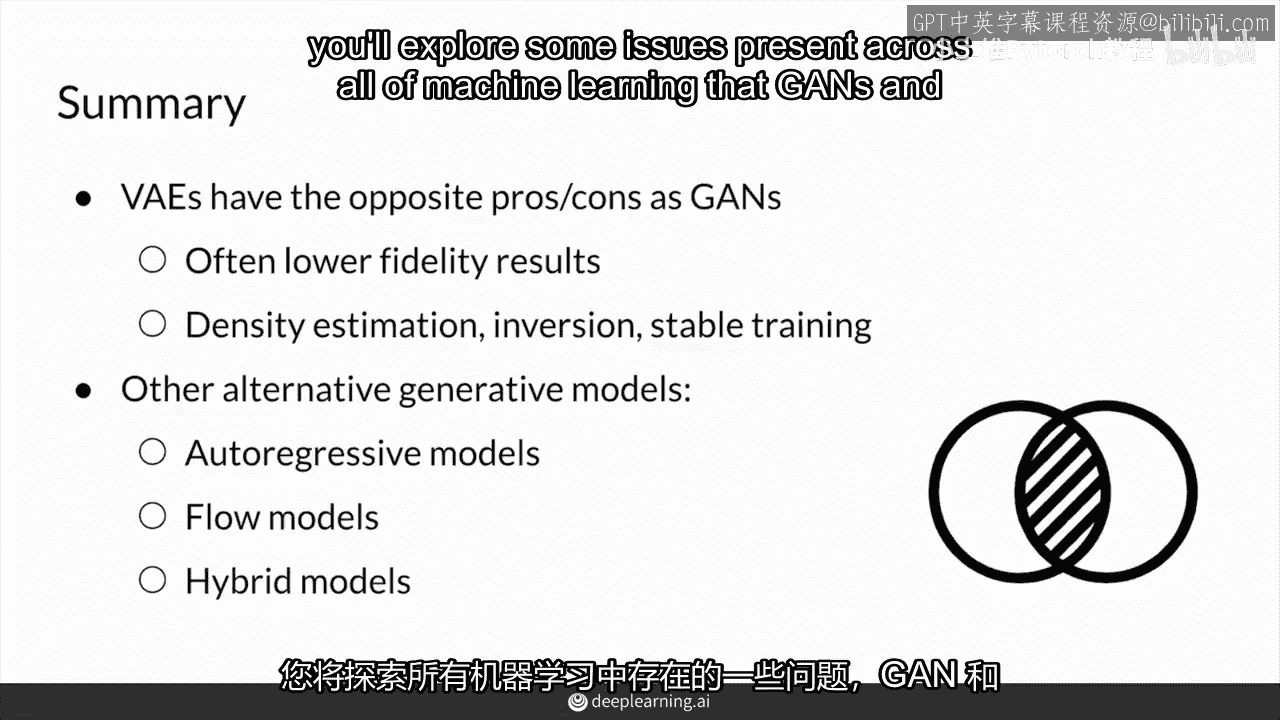 GPT中英字幕课程资源@bilibili.com
you'll explore some issues present across
all of machine learning that GANs and
Summary
● VAEs have the opposite pros/cons as GANs
○ Often lower fidelity results
○ Density estimation, inversion, stable training
● Other alternative generative models:
○ Autoregressive models
○ Flow models
○ Hybrid models
您将探索所有机器学习中存在的一些问题，GAN 和
deeplearning.ai